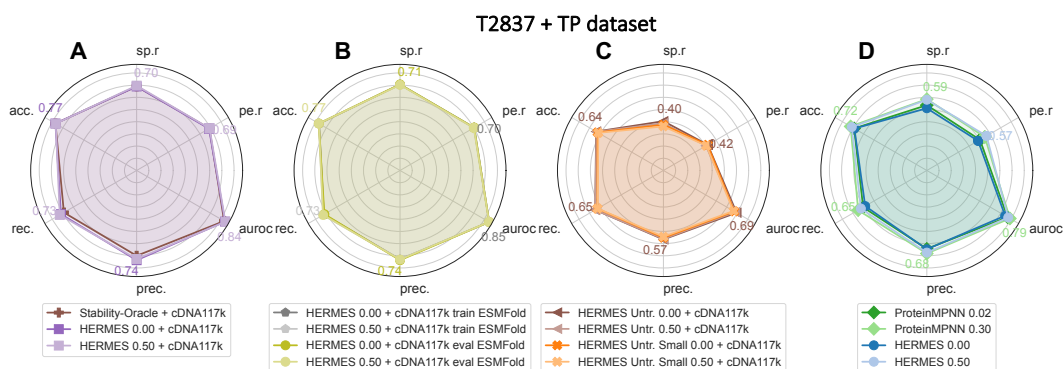 T2837 + TP dataset
A
sp.r
0.70
pe.r
0.69
acc.
0.77
rec.
0.73
auroc
0.84
0.74
prec.
Stability-Oracle + cDNA117k
HERMES 0.00 + cDNA117k
HERMES 0.50 + cDNA117k
B
sp.r
0.71
pe.r
0.70
acc.
0.77
rec.
0.73
auroc
0.85
0.74
prec.
HERMES 0.00 + cDNA117k train ESMFold
HERMES 0.50 + cDNA117k train ESMFold
HERMES 0.00 + cDNA117k eval ESMFold
HERMES 0.50 + cDNA117k eval ESMFold
C
sp.r
0.40
pe.r
0.42
acc.
0.64
rec.
0.65
auroc
0.69
0.57
prec.
HERMES Untr. 0.00 + cDNA117k
HERMES Untr. 0.50 + cDNA117k
HERMES Untr. Small 0.00 + cDNA117k
HERMES Untr. Small 0.50 + cDNA117k
D
sp.r
0.59
pe.r
0.57
acc.
0.72
rec.
0.65
auroc
0.79
0.68
prec.
ProteinMPNN 0.02
ProteinMPNN 0.30
HERMES 0.00
HERMES 0.50